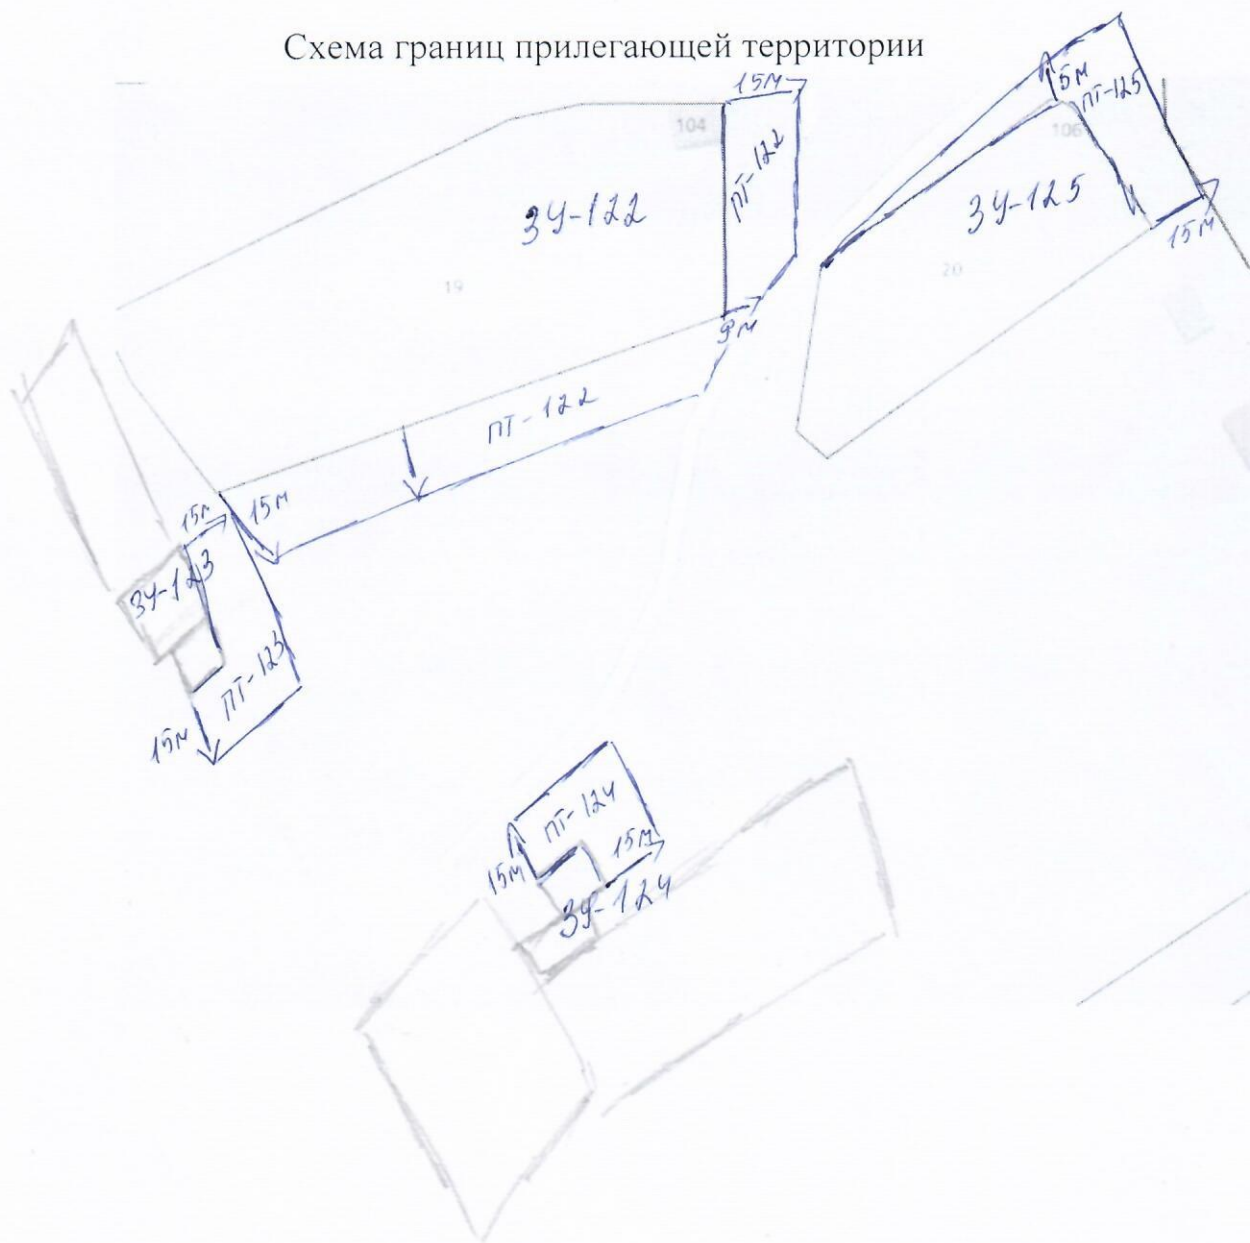 Схема границ прилегающей территории
15м
104
ПТ-122
ЗУ-122
19
9м
ПТ-122
15м
5м
ПТ-125
106
ЗУ-125
15м
20
15м
ЗУ-123
ПТ-123
15м
ПТ-124
15м
15м
ЗУ-124